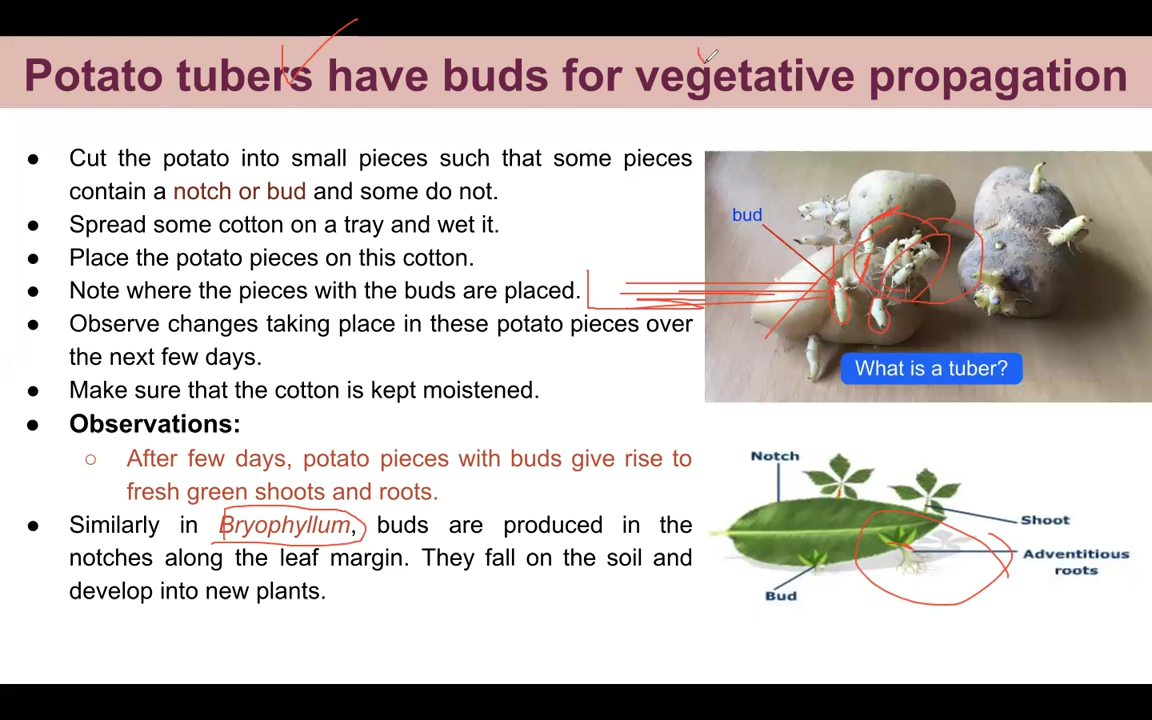 Potato tubers have buds for vegetative propagation
● Cut the potato into small pieces such that some pieces
contain a notch or bud and some do not.
● Spread some cotton on a tray and wet it.
● Place the potato pieces on this cotton.
● Note where the pieces with the buds are placed.
● Observe changes taking place in these potato pieces over
the next few days.
● Make sure that the cotton is kept moistened.
● Observations:
○ After few days, potato pieces with buds give rise to
fresh green shoots and roots.
● Similarly in Bryophyllum, buds are produced in the
notches along the leaf margin. They fall on the soil and
develop into new plants.
bud
What is a tuber?
Notch
Shoot
Adventitious
roots
Bud